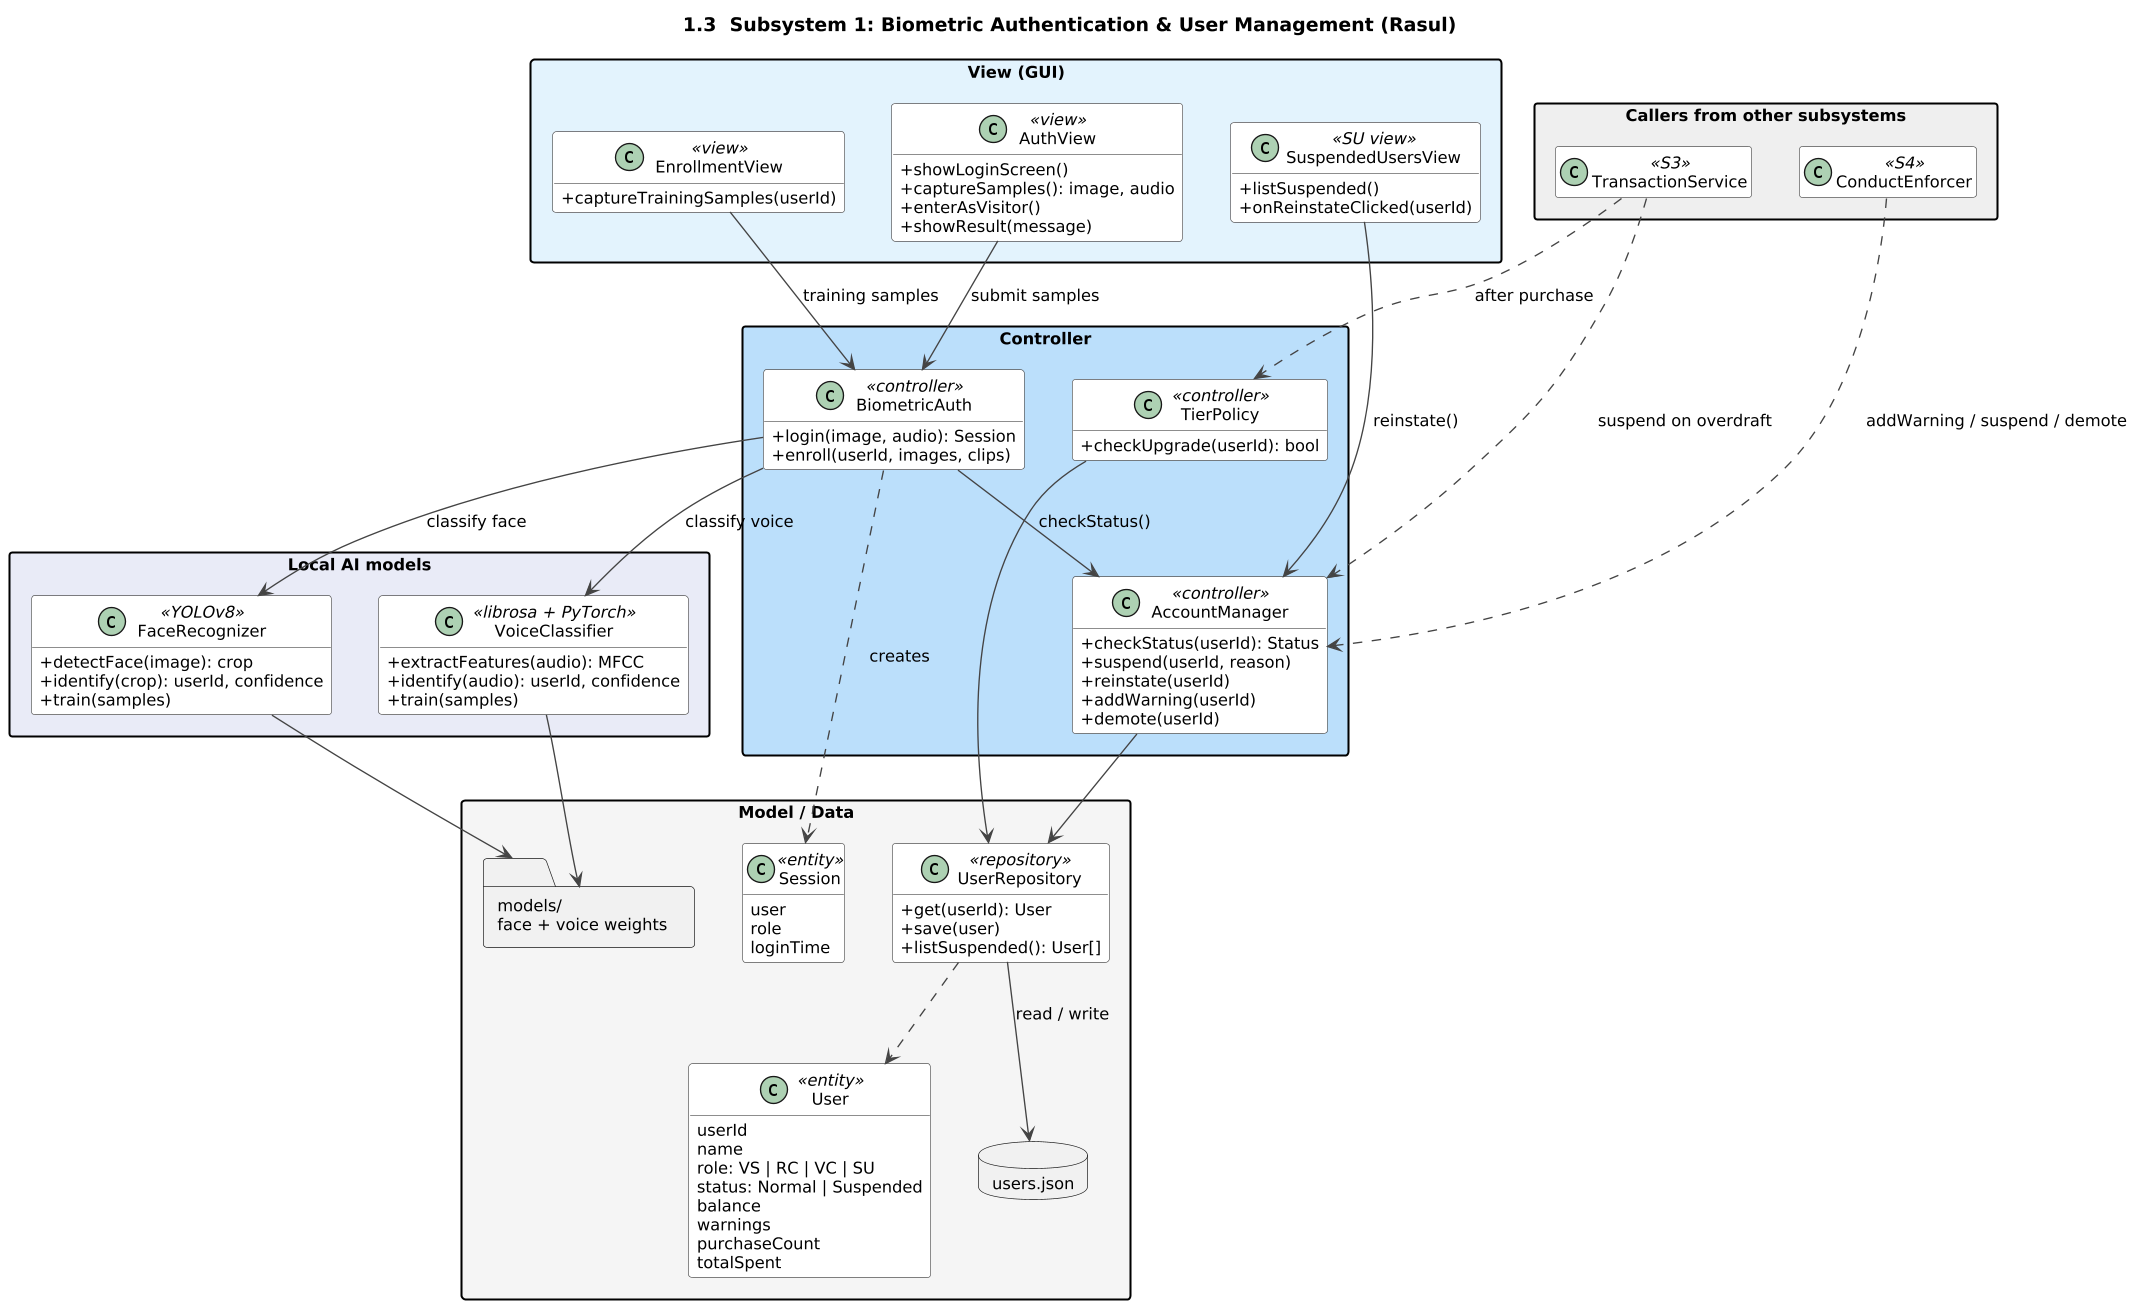 1.3  Subsystem 1: Biometric Authentication & User Management (Rasul)
View (GUI)
C
«view»
EnrollmentView
+captureTrainingSamples(userId)
C
«view»
AuthView
+showLoginScreen()
+captureSamples(): image, audio
+enterAsVisitor()
+showResult(message)
C
«SU view»
SuspendedUsersView
+listSuspended()
+onReinstateClicked(userId)
Callers from other subsystems
C
«S3»
TransactionService
C
«S4»
ConductEnforcer
training samples
submit samples
after purchase
Controller
C
«controller»
BiometricAuth
+login(image, audio): Session
+enroll(userId, images, clips)
C
«controller»
TierPolicy
+checkUpgrade(userId): bool
reinstate()
suspend on overdraft
addWarning / suspend / demote
classify face
classify voice
checkStatus()
Local AI models
C
«YOLOv8»
FaceRecognizer
+detectFace(image): crop
+identify(crop): userId, confidence
+train(samples)
C
«librosa + PyTorch»
VoiceClassifier
+extractFeatures(audio): MFCC
+identify(audio): userId, confidence
+train(samples)
creates
C
«controller»
AccountManager
+checkStatus(userId): Status
+suspend(userId, reason)
+reinstate(userId)
+addWarning(userId)
+demote(userId)
Model / Data
models/
face + voice weights
C
«entity»
Session
user
role
loginTime
C
«repository»
UserRepository
+get(userId): User
+save(user)
+listSuspended(): User[]
read / write
C
«entity»
User
userId
name
role: VS | RC | VC | SU
status: Normal | Suspended
balance
warnings
purchaseCount
totalSpent
users.json